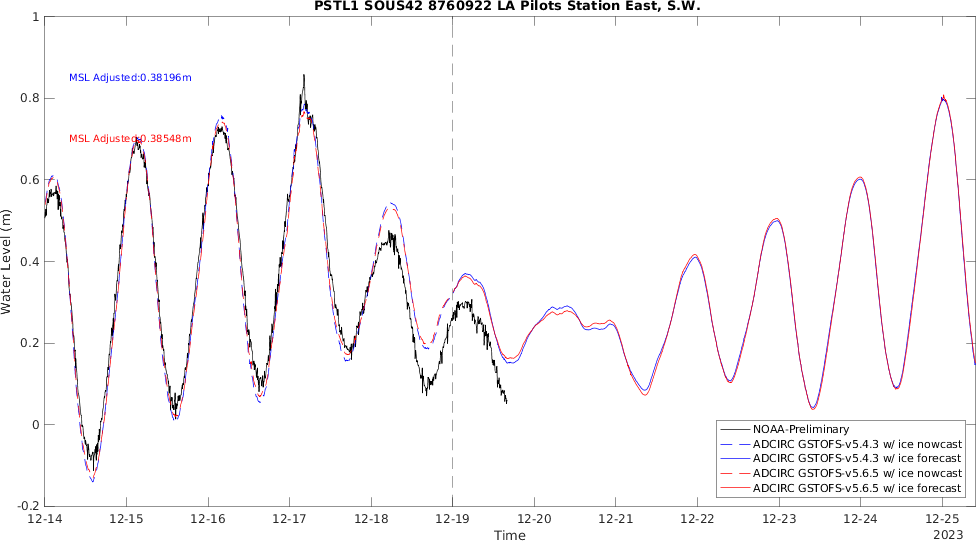 PSTL1 SOUS42 8760922 LA Pilots Station East, S.W.
1
0.8
0.6
0.4
0.2
0
-0.2
Water Level (m)
MSL Adjusted:0.38196m
MSL Adjusted:0.38548m
NOAA-Preliminary
ADCIRC GSTOFS-v5.4.3 w/ ice nowcast
ADCIRC GSTOFS-v5.4.3 w/ ice forecast
ADCIRC GSTOFS-v5.6.5 w/ ice nowcast
ADCIRC GSTOFS-v5.6.5 w/ ice forecast
12-14 12-15 12-16 12-17 12-18 12-19 12-20 12-21 12-22 12-23 12-24 12-25
Time
2023